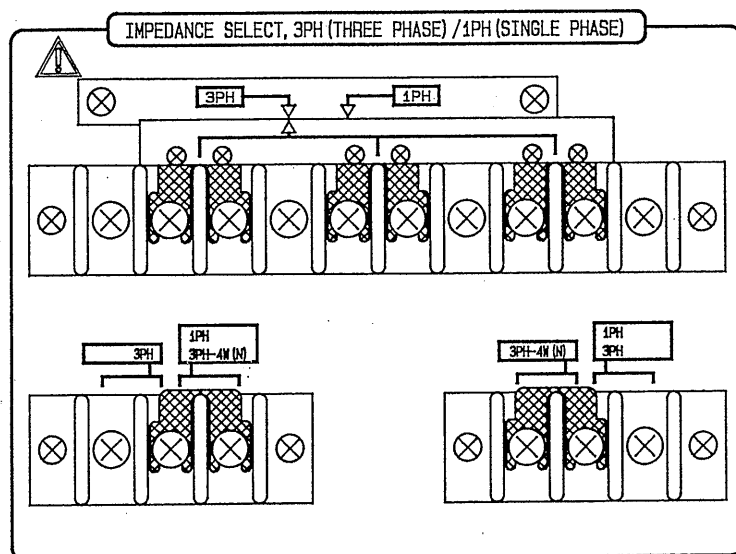 IMPEDANCE SELECT, 3PH (THREE PHASE) /1PH (SINGLE PHASE)
3PH
1PH
3PH
1PH
3PH-4W (N)
3PH-4W (N)
1PH
3PH